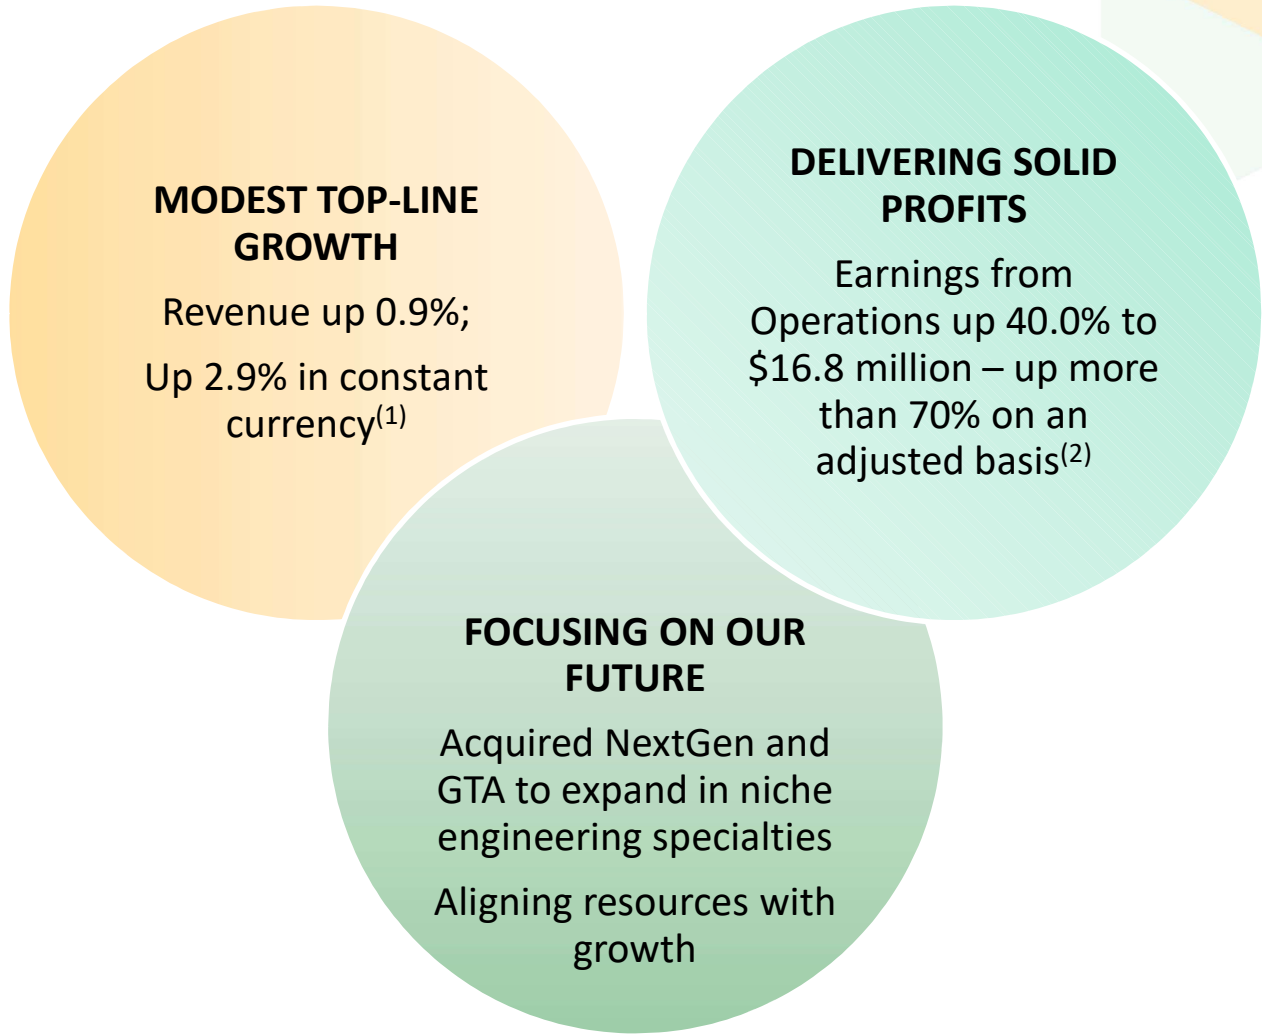 MODEST TOP-LINE
GROWTH
Revenue up 0.9%;
Up 2.9% in constant
currency(1)
DELIVERING SOLID
PROFITS
Earnings from
Operations up 40.0% to
$16.8 million – up more
than 70% on an
adjusted basis(2)
FOCUSING ON OUR
FUTURE
Acquired NextGen and
GTA to expand in niche
engineering specialties
Aligning resources with
growth